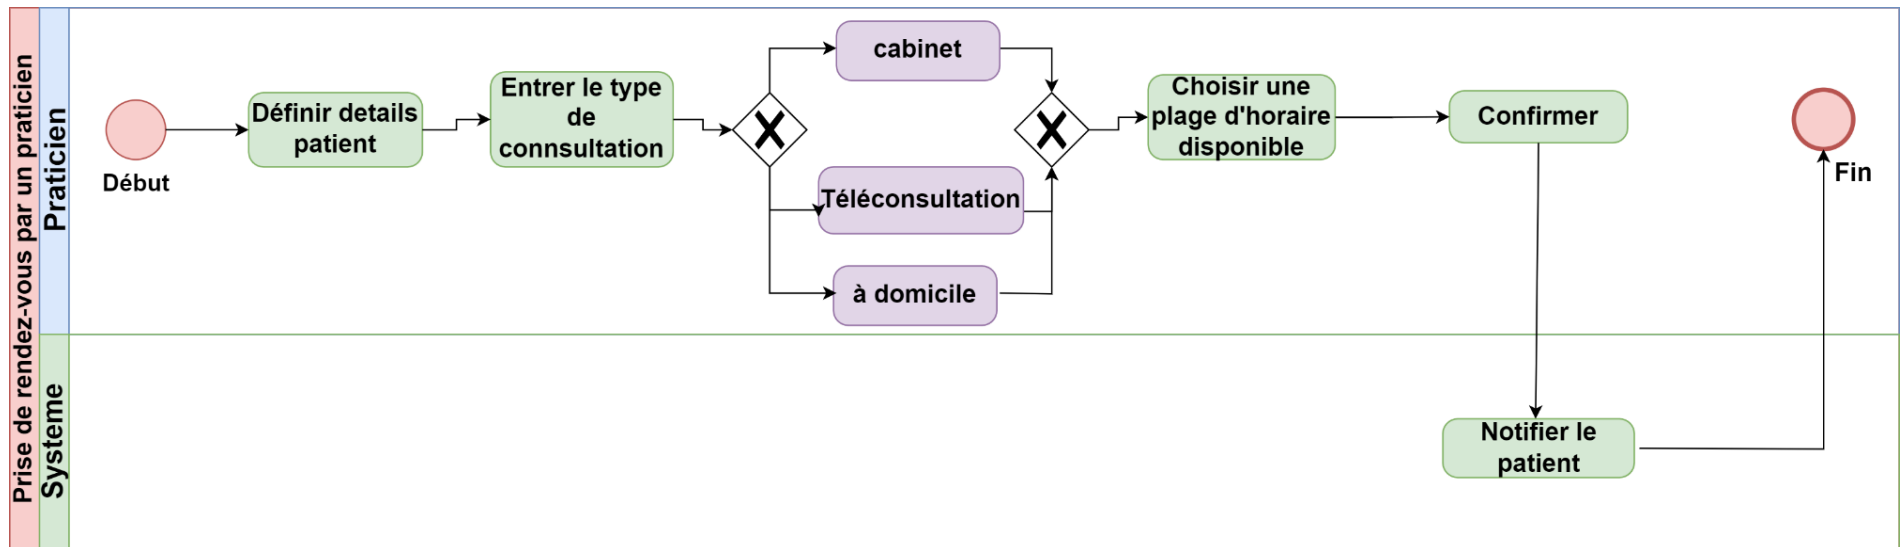 Prise de rendez-vous par un praticien
Praticien
Systeme
Début
Définir details
patient
Entrer le type
de
connsultation
cabinet
Téléconsultation
à domicile
Choisir une
plage d'horaire
disponible
Confirmer
Fin
Notifier le
patient